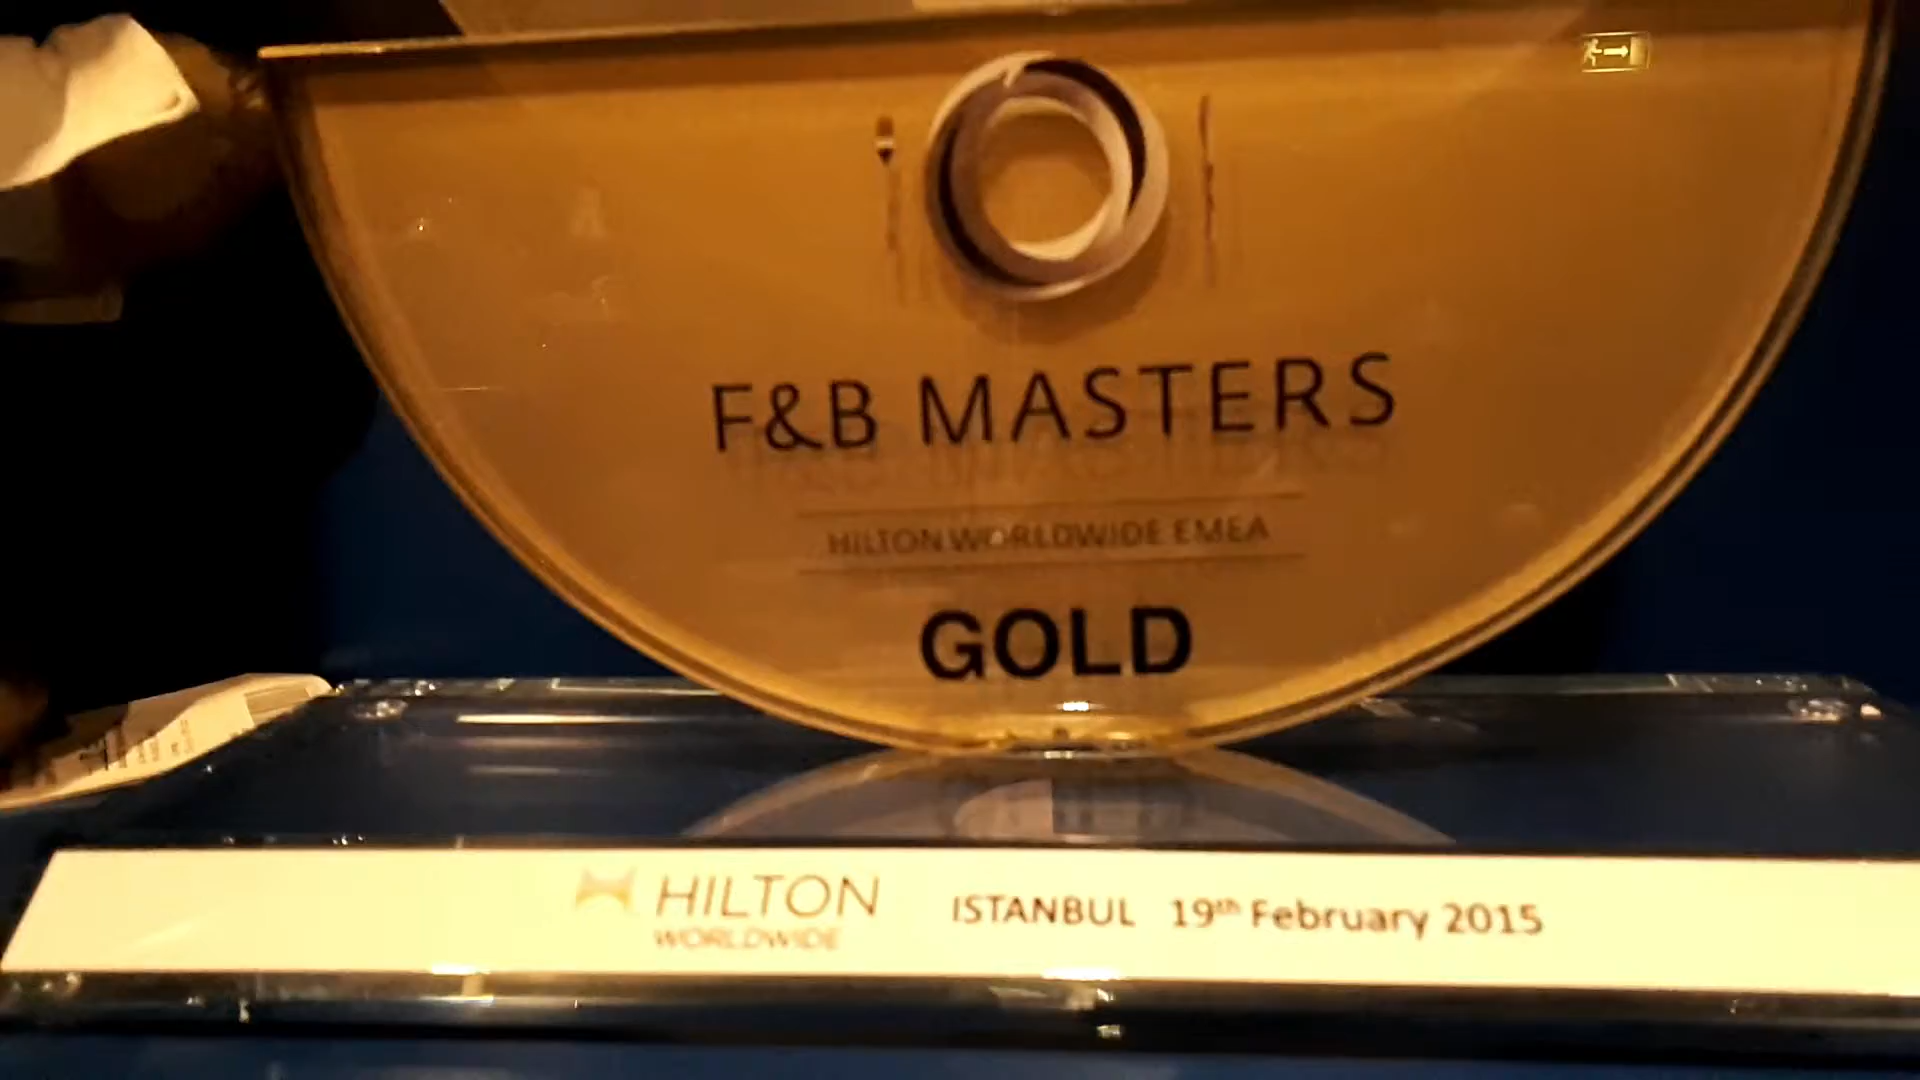 F&B MASTERS
HILTON WORLDWIDE EMEA
GOLD
HILTON
WORLDWIDE
ISTANBUL 19th February 2015